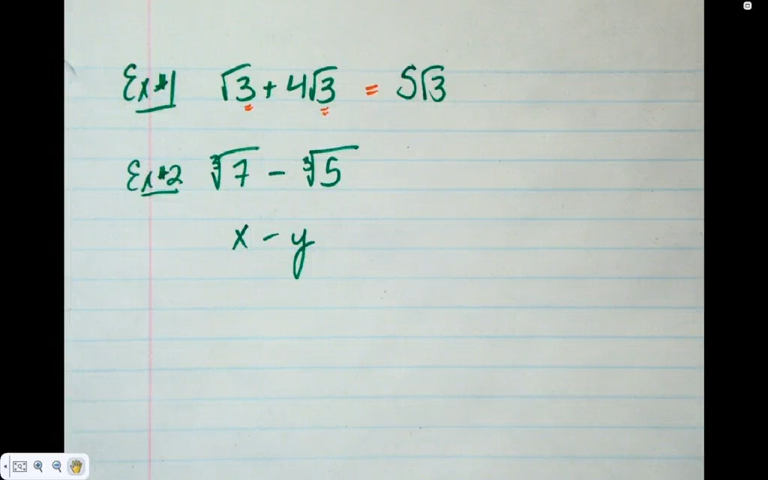 Ex#1 √3 + 4√3 = 5√3
Ex#2 ∛7 - ∛5
x - y